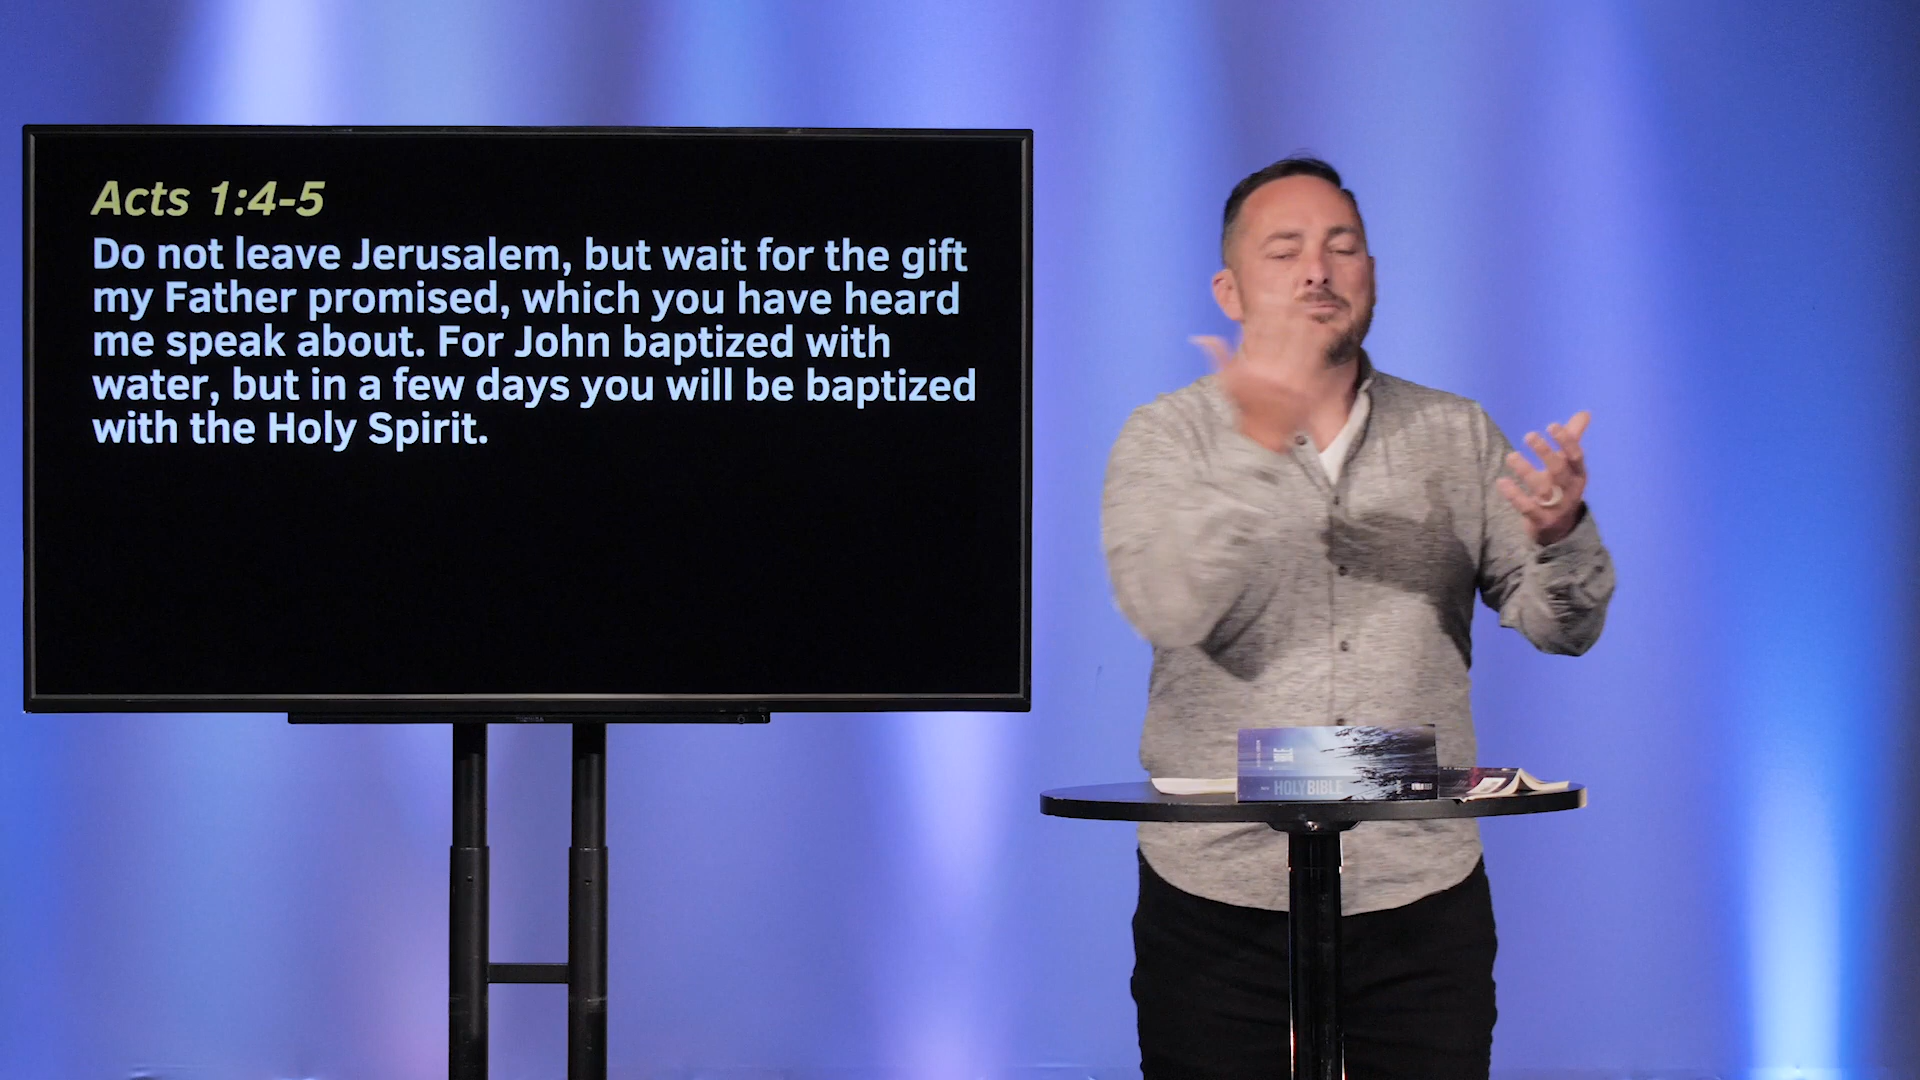 Acts 1:4-5
Do not leave Jerusalem, but wait for the gift
my Father promised, which you have heard
me speak about. For John baptized with
water, but in a few days you will be baptized
with the Holy Spirit.
HOLY BIBLE